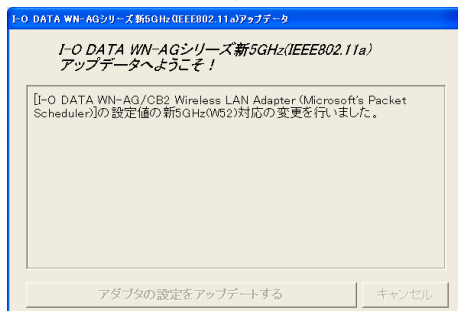 I-O DATA WN-AGシリーズ新5GHz(IEEE802.11a)アップデータ
I-O DATA WN-AGシリーズ新5GHz(IEEE802.11a)
アップデータへようこそ！
[I-O DATA WN-AG/CB2 Wireless LAN Adapter (Microsoft's Packet
Scheduler)]の設定値の新5GHz(W52)対応の変更を行いました。
アダプタの設定をアップデートする
キャンセル